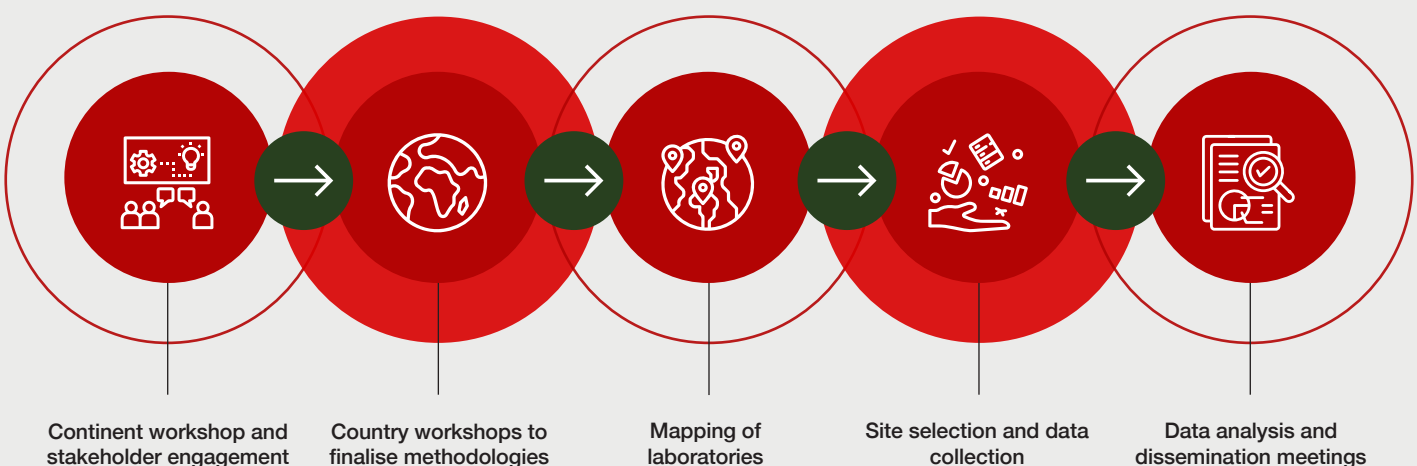 Continent workshop and
stakeholder engagement
Country workshops to
finalise methodologies
Mapping of
laboratories
Site selection and data
collection
Data analysis and
dissemination meetings